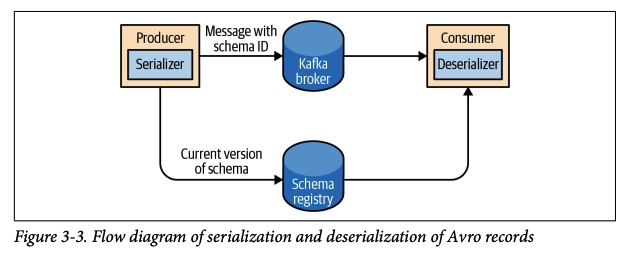 Producer
Serializer
Message with
schema ID
Kafka
broker
Consumer
Deserializer
Current version
of schema
Schema
registry
Figure 3-3. Flow diagram of serialization and deserialization of Avro records